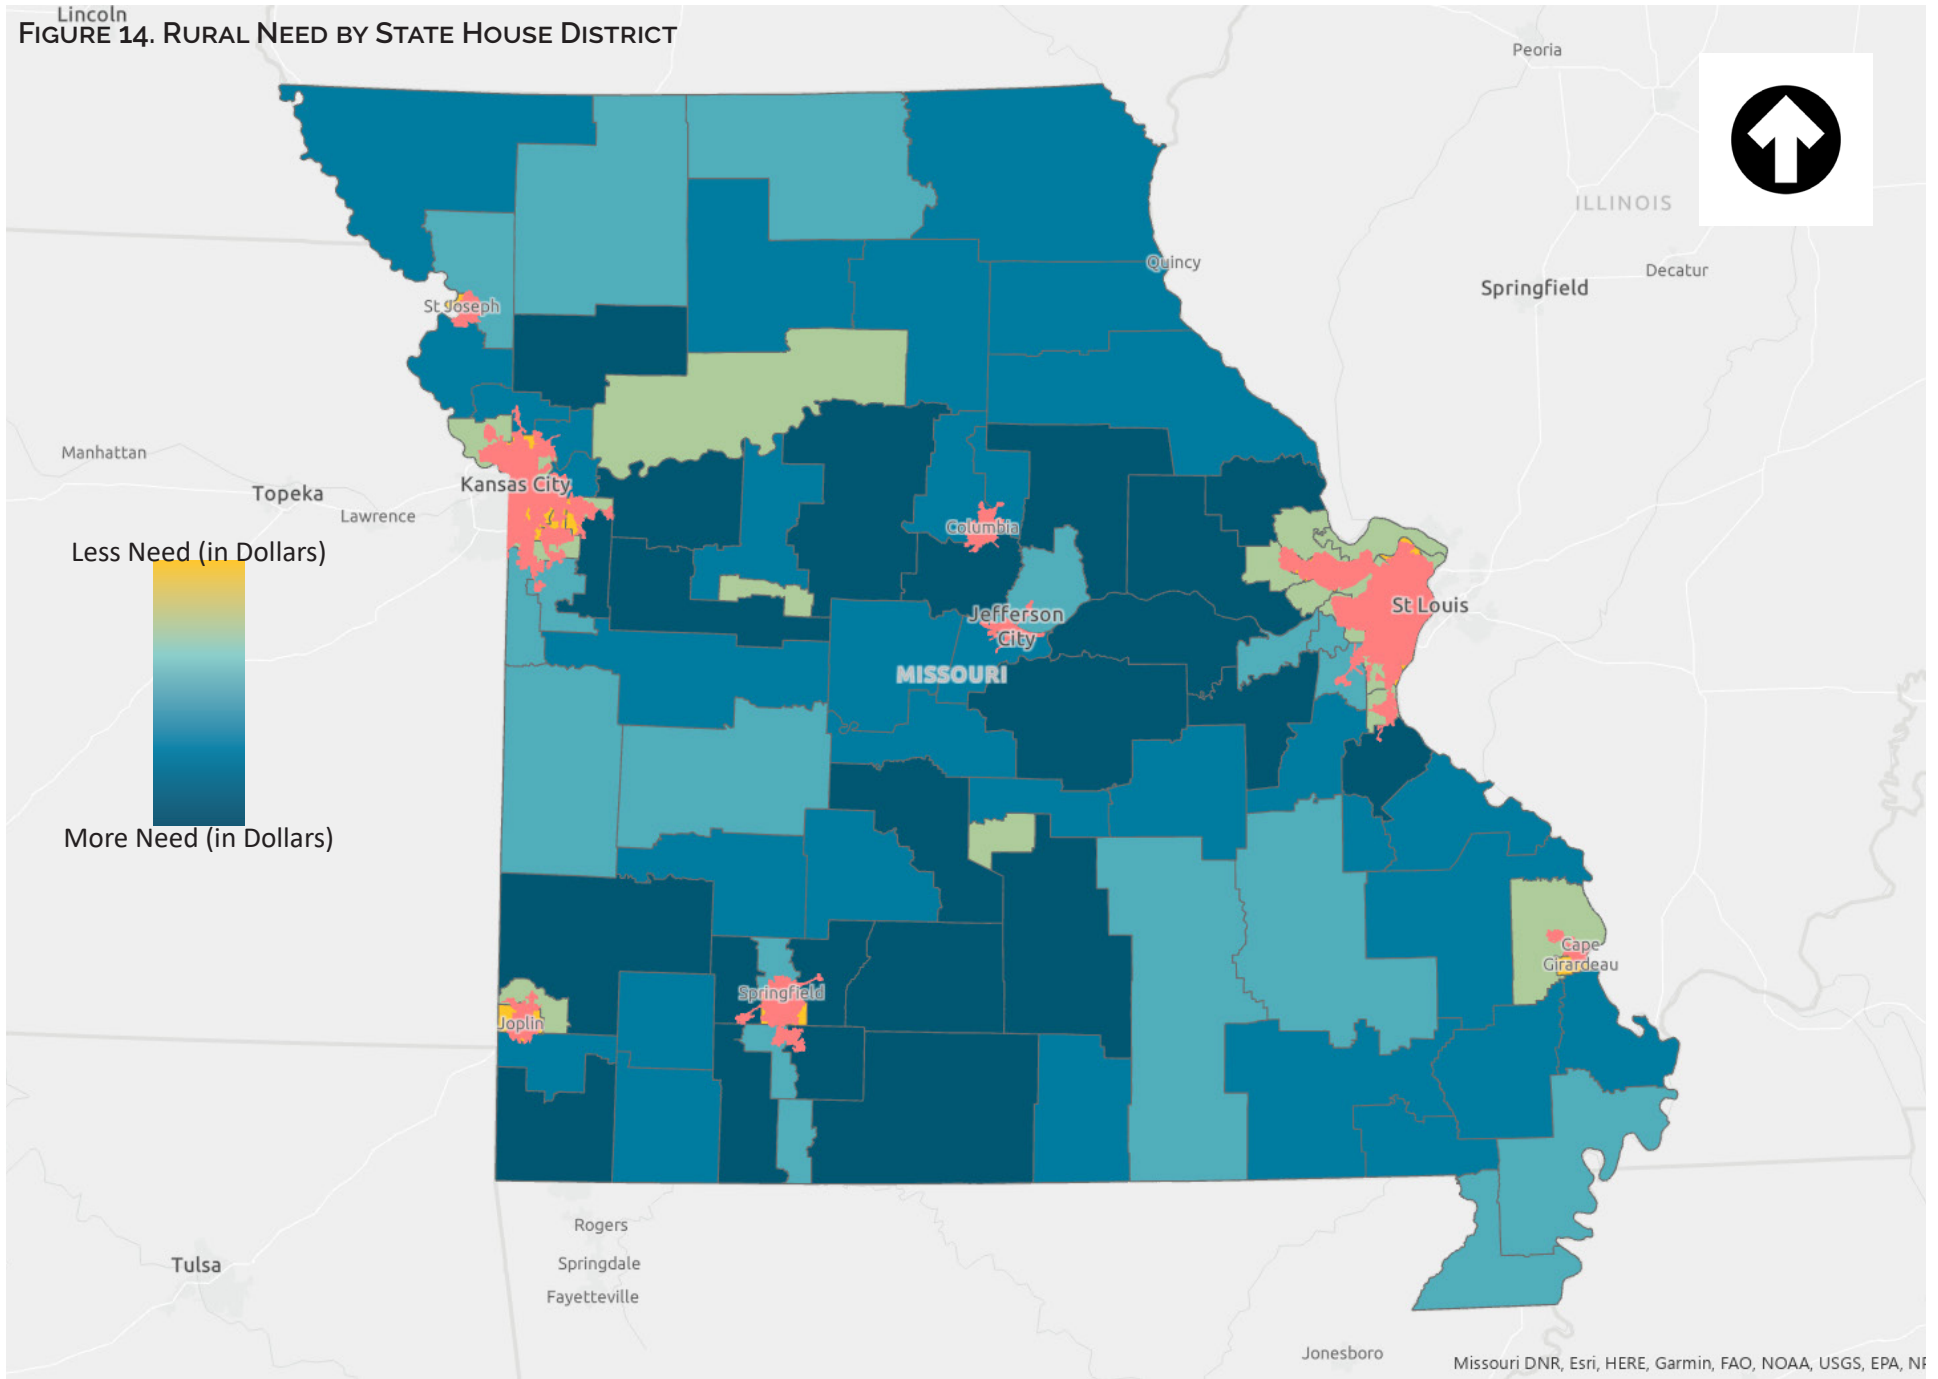 Lincoln
FIGURE 14. RURAL NEED BY STATE HOUSE DISTRICT
Peoria
ILLINOIS
Quincy
Decatur
Springfield
St Joseph
Manhattan
Topeka
Kansas City
Lawrence
Columbia
Less Need (in Dollars)
St Louis
Jefferson
City
MISSOURI
More Need (in Dollars)
Cape
Girardeau
Springfield
Joplin
Rogers
Springdale
Tulsa
Fayetteville
Jonesboro
Missouri DNR, Esri, HERE, Garmin, FAO, NOAA, USGS, EPA,